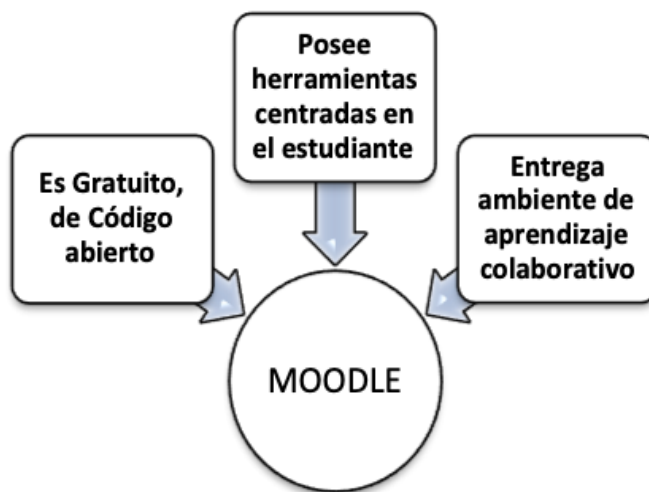 Posee
herramientas
centradas en
el estudiante
Es Gratuito,
de Código
abierto
Entrega
ambiente de
aprendizaje
colaborativo
MOODLE